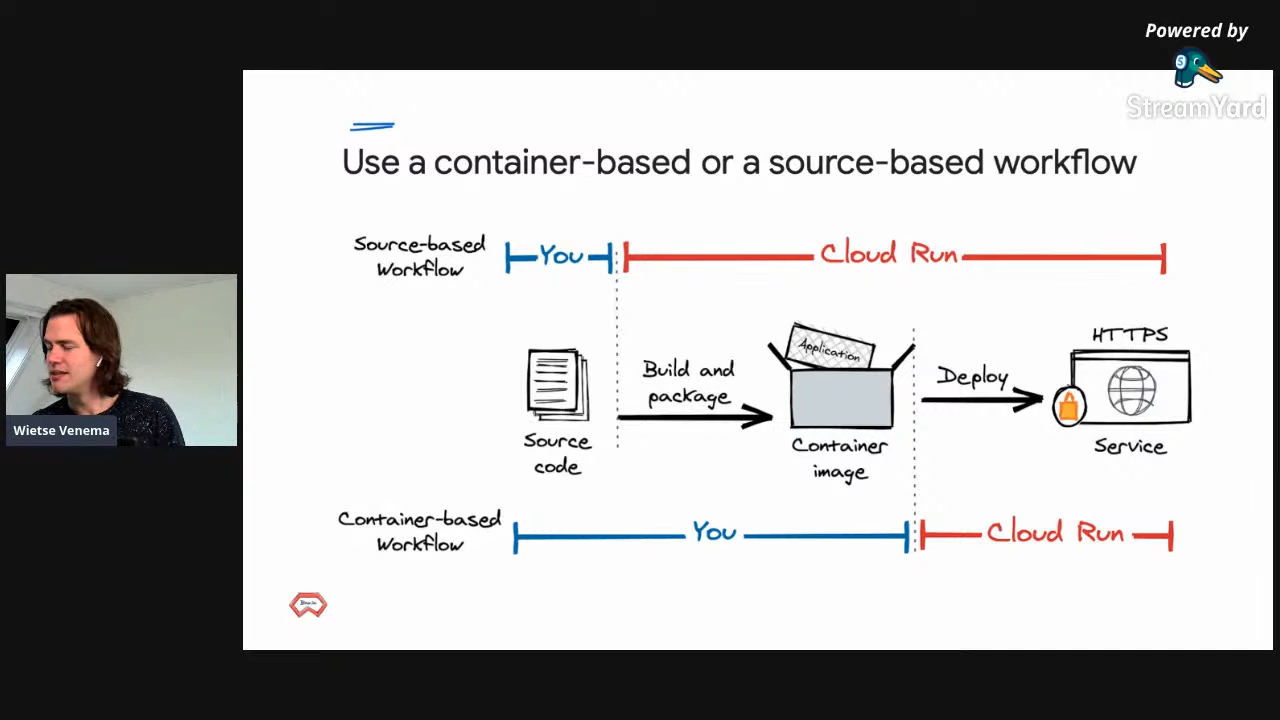 Powered by
S
StreamYard
Use a container-based or a source-based workflow
Source-based
Workflow
You
Cloud Run
HTTPS
Application
Build and
package
Deploy
Source
code
Container
image
Service
Wietse Venema
Container-based
Workflow
You
Cloud Run